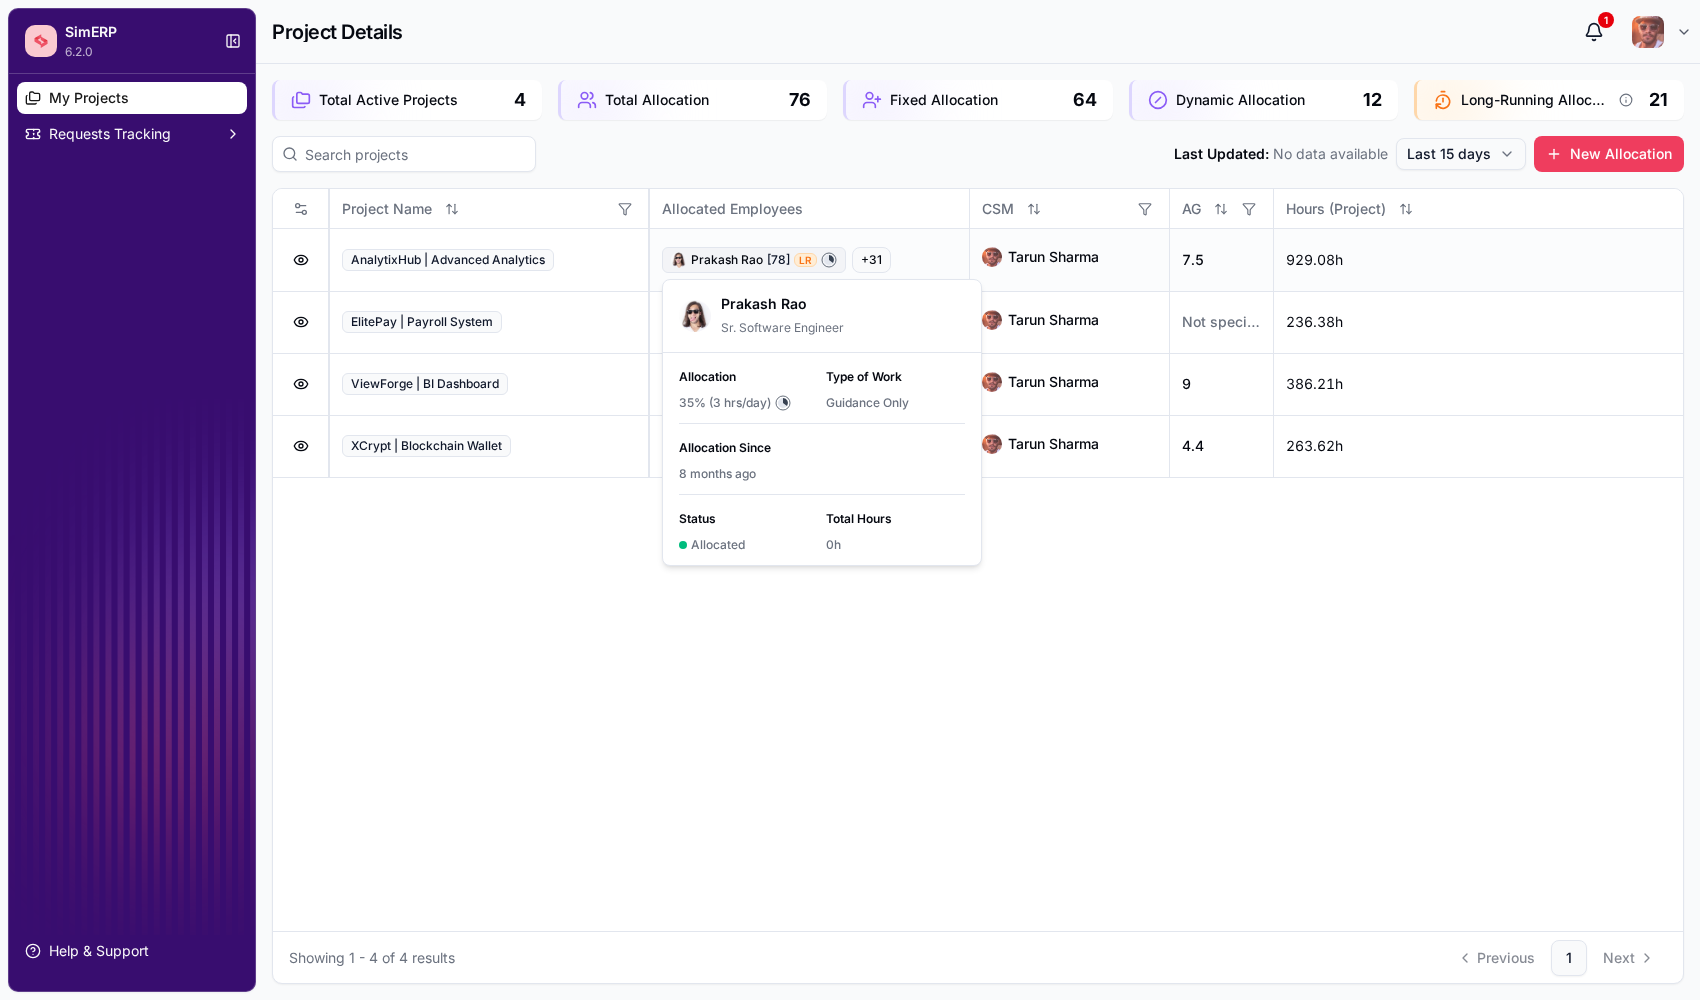 SimERP
6.2.0
My Projects
Requests Tracking
Help & Support
Project Details
1
Total Active Projects 4
Total Allocation 76
Fixed Allocation 64
Dynamic Allocation 12
Long-Running Alloc... 21
Search projects
Last Updated: No data available
Last 15 days
New Allocation
Project Name
Allocated Employees
CSM
AG
Hours (Project)
AnalytixHub | Advanced Analytics
Prakash Rao [78] LR
+31
Tarun Sharma
7.5
929.08h
ElitePay | Payroll System
Tarun Sharma
Not speci...
236.38h
ViewForge | BI Dashboard
Tarun Sharma
9
386.21h
XCrypt | Blockchain Wallet
Tarun Sharma
4.4
263.62h
Prakash Rao
Sr. Software Engineer
Allocation
35% (3 hrs/day)
Type of Work
Guidance Only
Allocation Since
8 months ago
Status
Allocated
Total Hours
0h
Showing 1 - 4 of 4 results
Previous
1
Next